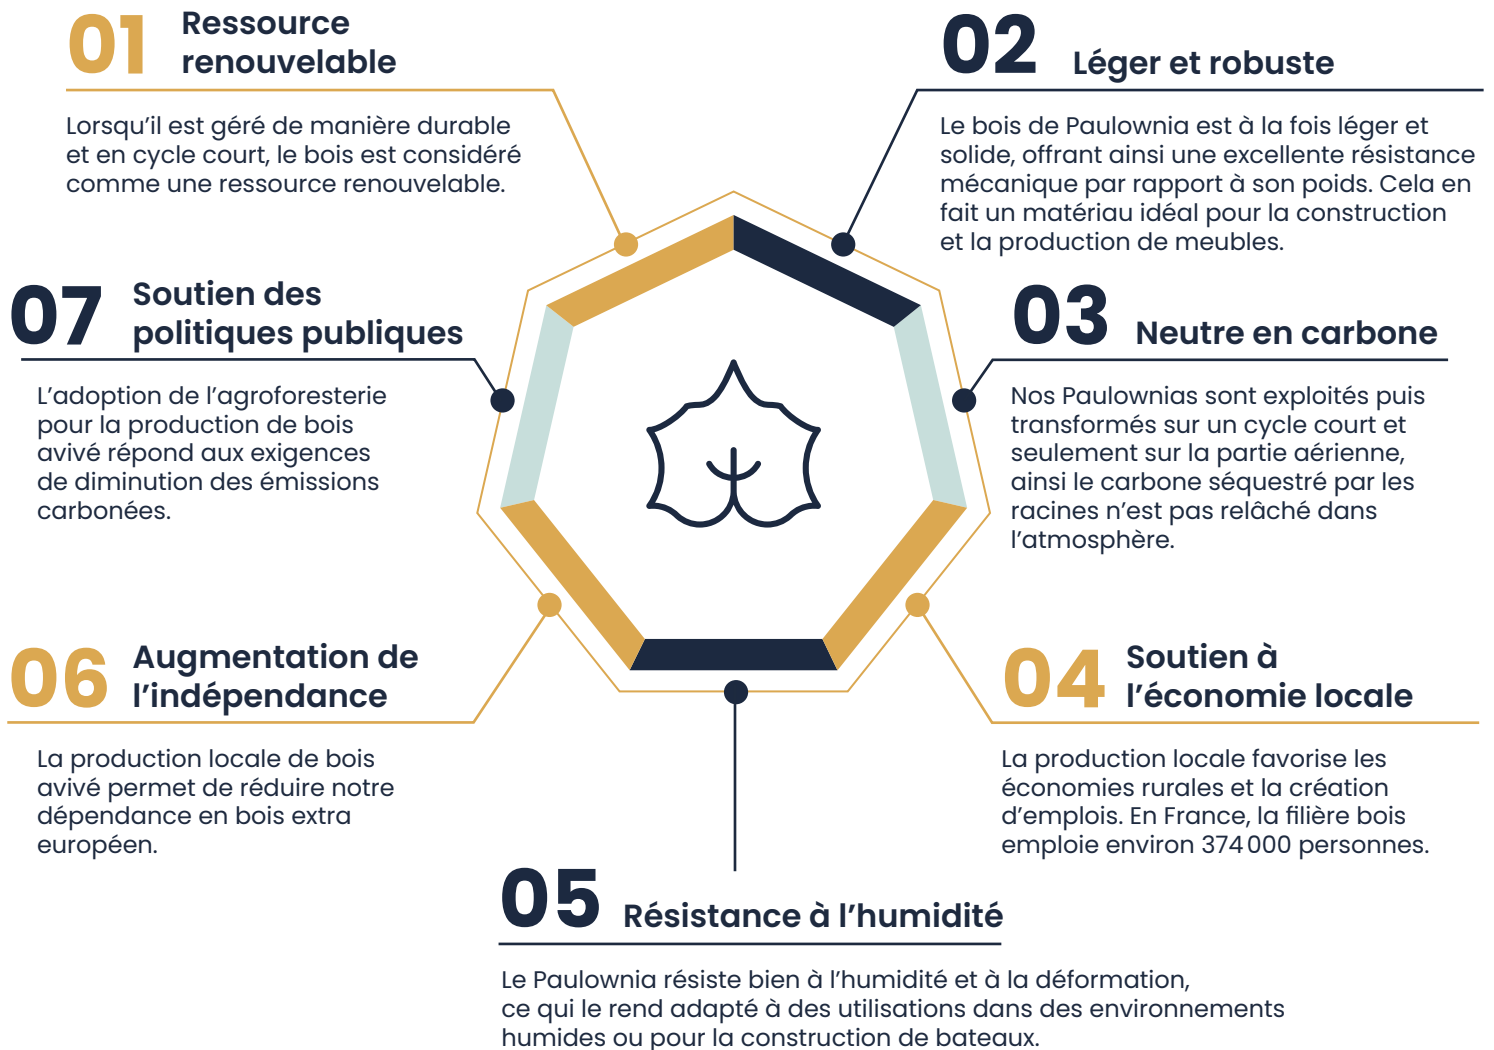 01
Ressource
renouvelable
Lorsqu’il est géré de manière durable
et en cycle court, le bois est considéré
comme une ressource renouvelable.
02
Léger et robuste
Le bois de Paulownia est à la fois léger et
solide, offrant ainsi une excellente résistance
mécanique par rapport à son poids. Cela en
fait un matériau idéal pour la construction
et la production de meubles.
03
Neutre en carbone
Nos Paulownias sont exploités puis
transformés sur un cycle court et
seulement sur la partie aérienne,
ainsi le carbone séquestré par les
racines n’est pas relâché dans
l’atmosphère.
04
Soutien à
l’économie locale
La production locale favorise les
économies rurales et la création
d’emplois. En France, la filière bois
emploie environ 374 000 personnes.
05
Résistance à l’humidité
Le Paulownia résiste bien à l’humidité et à la déformation,
ce qui le rend adapté à des utilisations dans des environnements
humides ou pour la construction de bateaux.
06
Augmentation de
l’indépendance
La production locale de bois
avivé permet de réduire notre
dépendance en bois extra
européen.
07
Soutien des
politiques publiques
L’adoption de l’agroforesterie
pour la production de bois
avivé répond aux exigences
de diminution des émissions
carbonées.